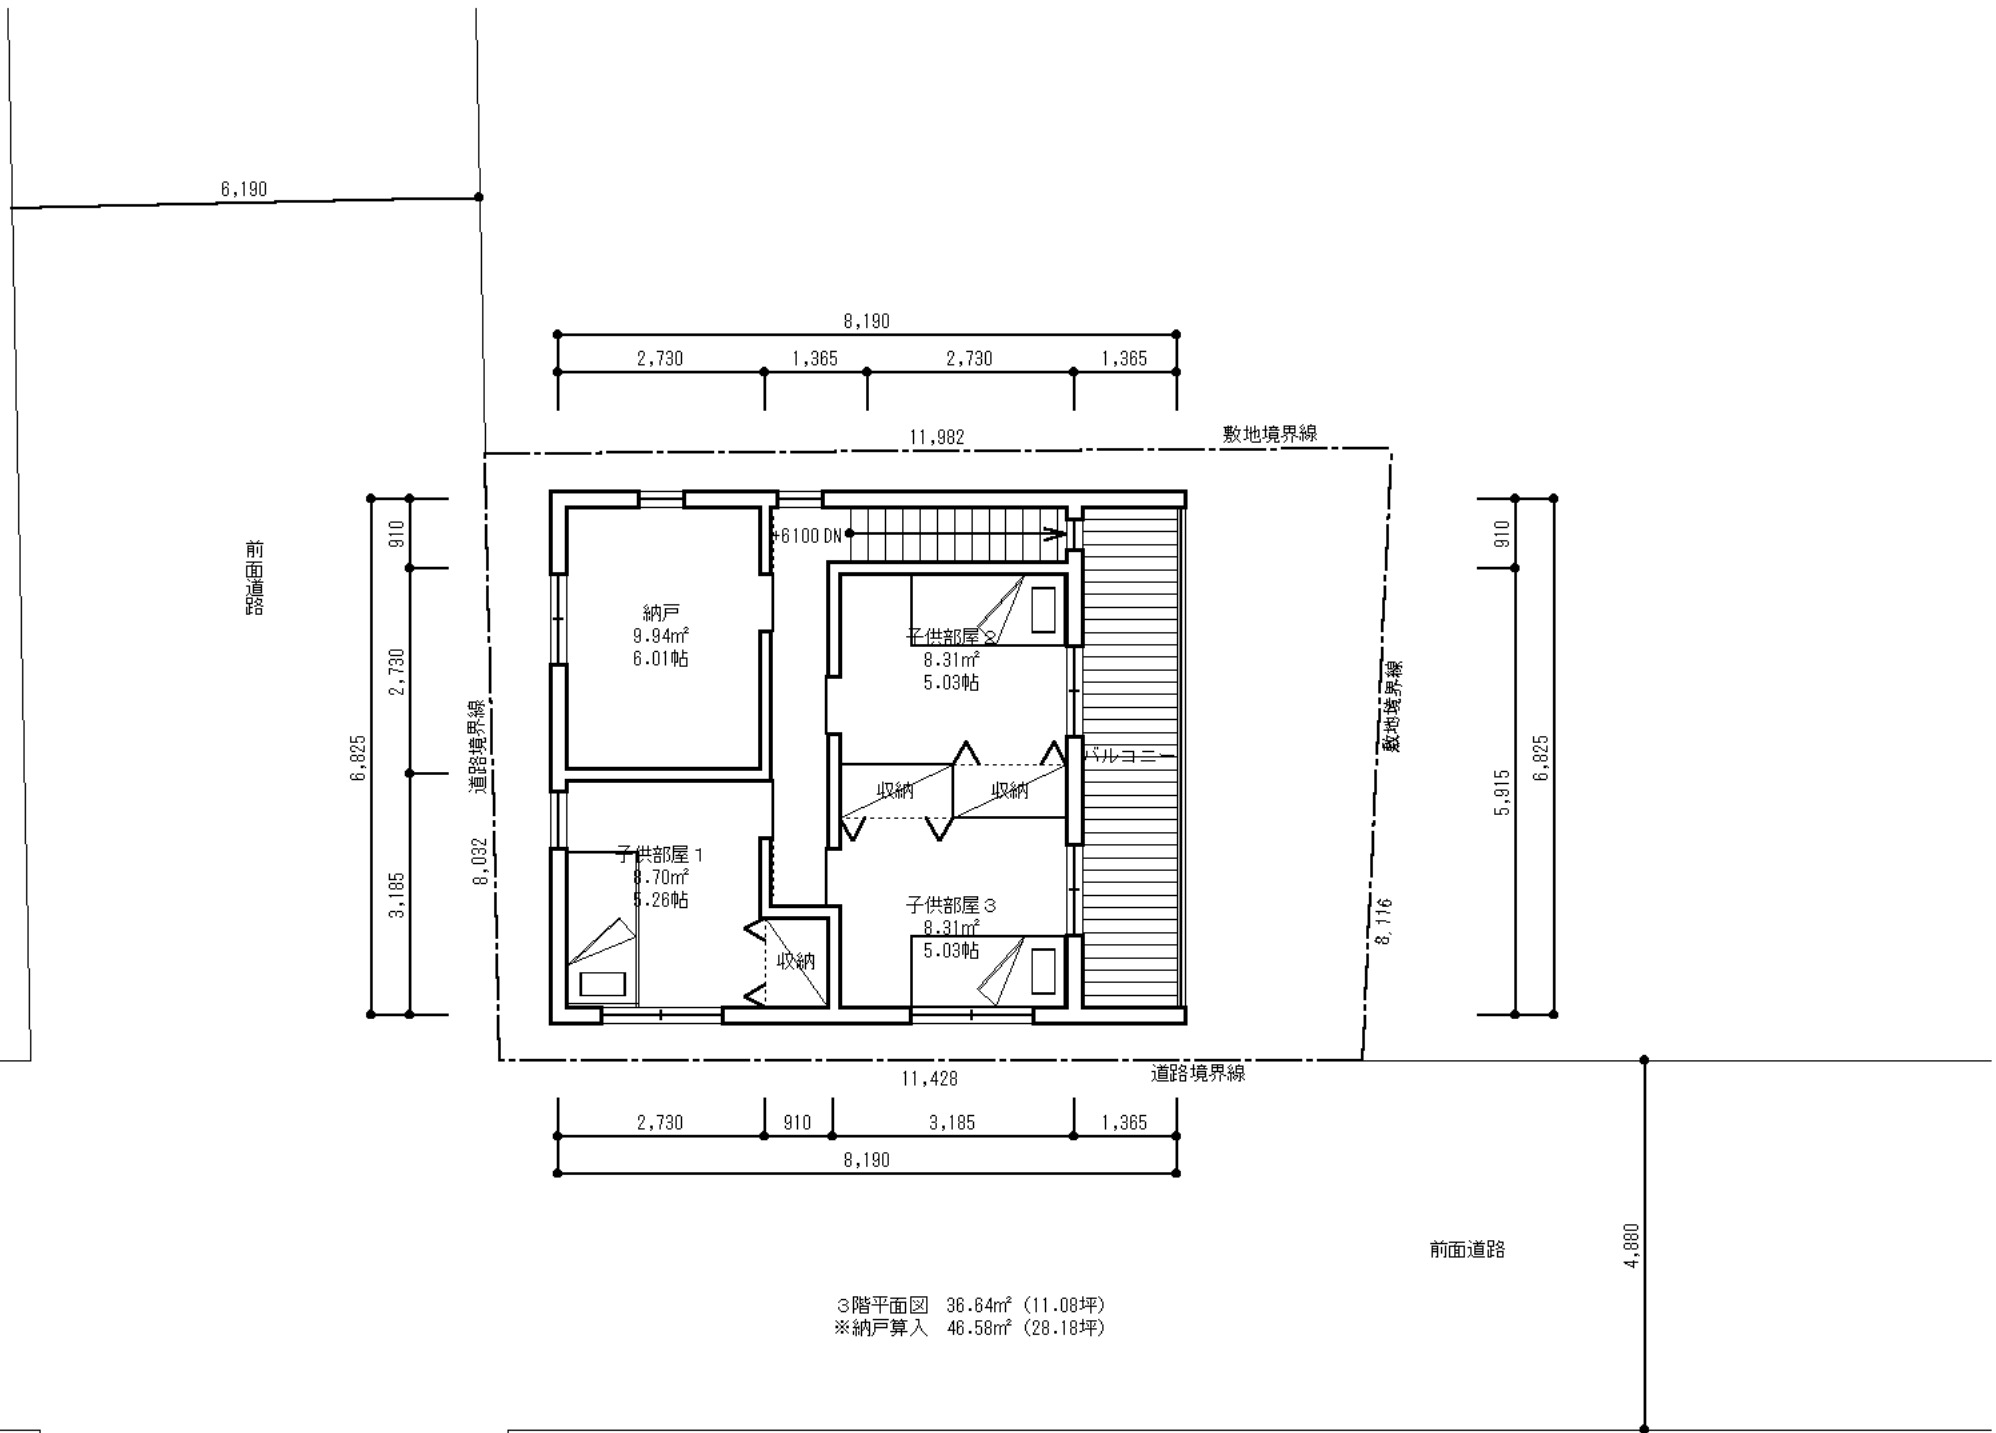 6,190
8,190
2,730
1,365
2,730
1,365
11,982
敷地境界線
910
2,730
3,185
6,825
前面道路
道路境界線
8,032
+6100 DN
納戸
9.94m²
6.01帖
子供部屋2
8.31m²
5.03帖
収納
収納
バルコニー
子供部屋1
8.70m²
5.26帖
収納
子供部屋3
8.31m²
5.03帖
敷地境界線
8,116
910
5,915
6,825
11,428
道路境界線
2,730
910
3,185
1,365
8,190
前面道路
4,880
3階平面図 36.64m² (11.08坪)
※納戸算入 46.58m² (28.18坪)